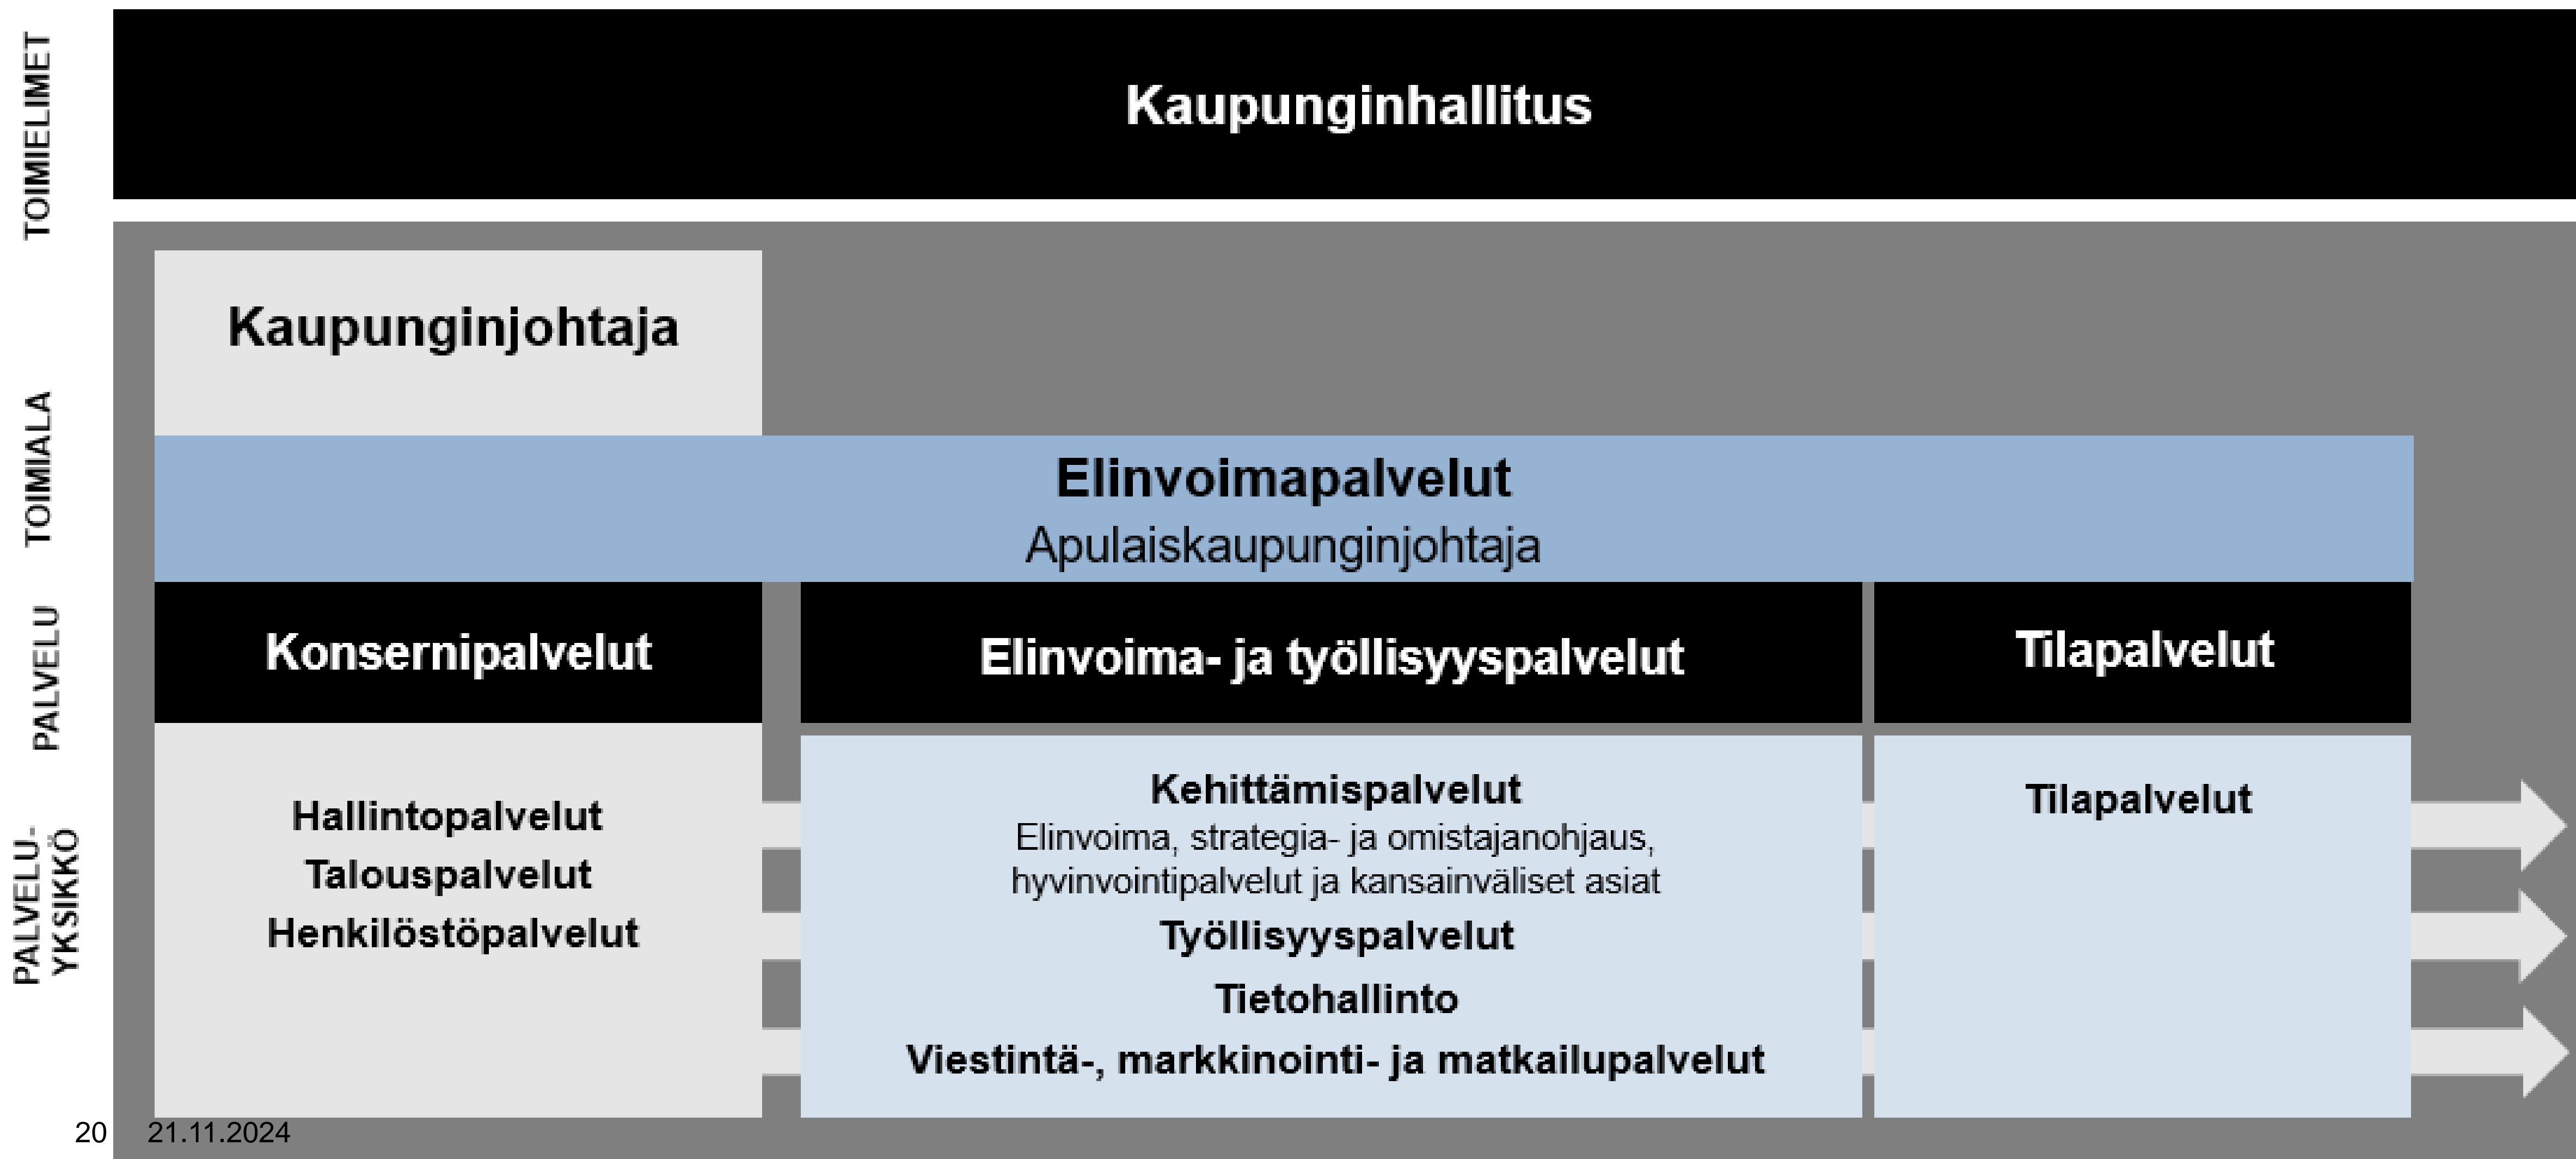 TOIMIELIMET
Kaupunginhallitus
TOIMIALA
Kaupunginjohtaja
Elinvoimapalvelut
Apulaiskaupunginjohtaja
PALVELU
Konsernipalvelut
Elinvoima- ja työllisyyspalvelut
Tilapalvelut
PALVELU-
YKSIKKÖ
Hallintopalvelut
Talouspalvelut
Henkilöstöpalvelut
Kehittämispalvelut
Elinvoima, strategia- ja omistajanohjaus,
hyvinvointipalvelut ja kansainväliset asiat
Työllisyyspalvelut
Tietohallinto
Viestintä-, markkinointi- ja matkailupalvelut
Tilapalvelut
20
21.11.2024